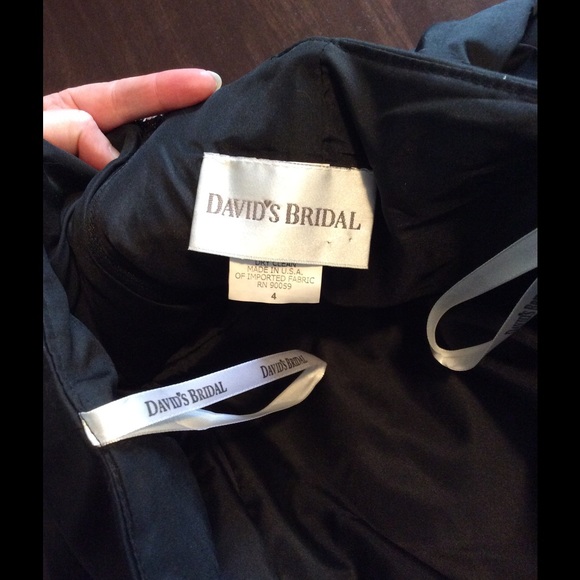 DAVID'S BRIDAL
DRY CLEAN
MADE IN U.S.A.
OF IMPORTED FABRIC
RN 90059
4
DAVID'S BRIDAL DAVID'S BRIDAL